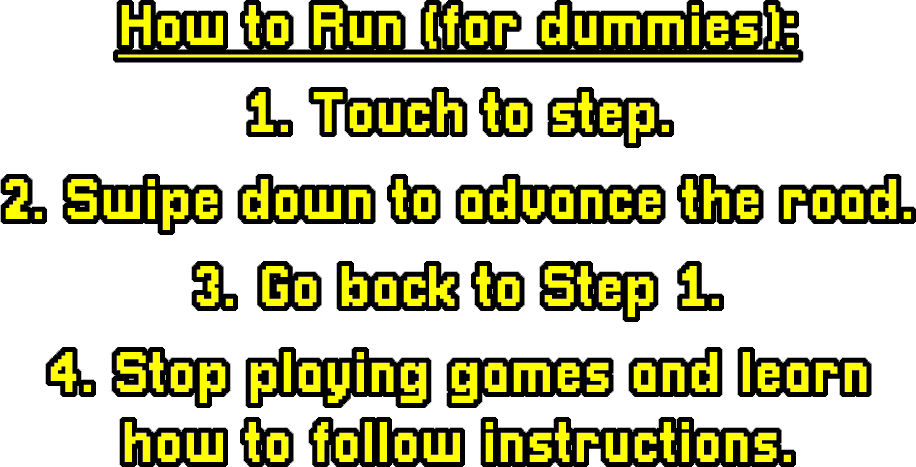 How to Run (for dummies):
1. Touch to step.
2. Swipe down to advance the road.
3. Go back to Step 1.
4. Stop playing games and learn
how to follow instructions.